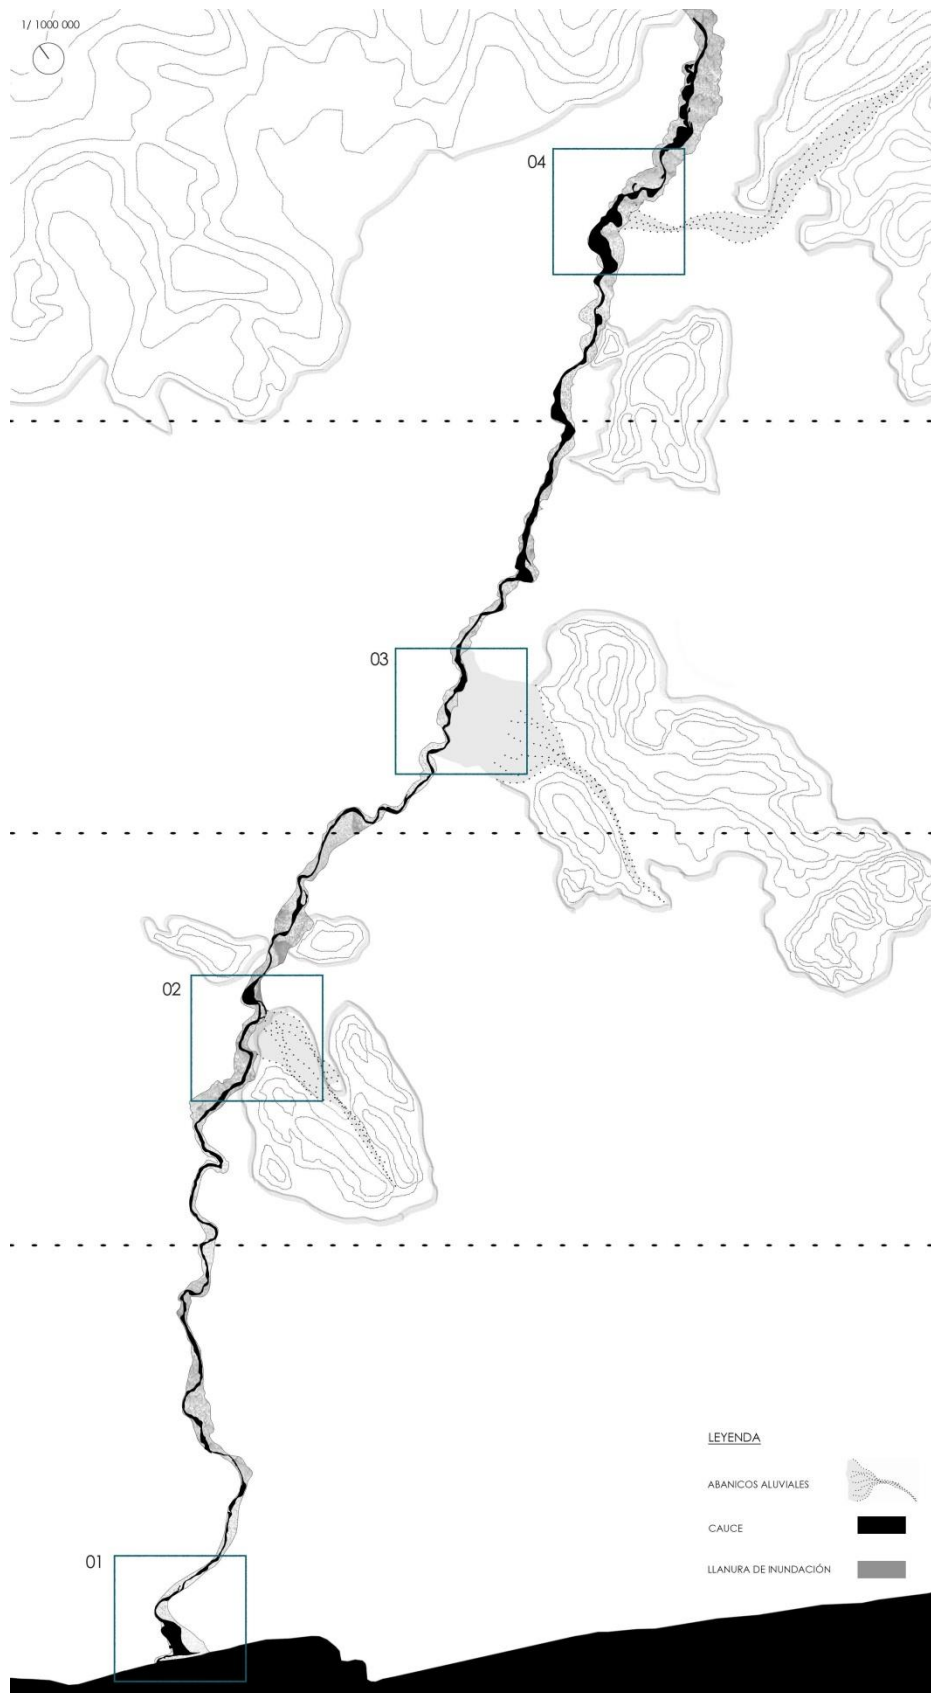 1/ 1000 000
04
03
02
01
LEYENDA
ABANICOS ALUVIALES
CAUCE
LLANURA DE INUNDACIÓN